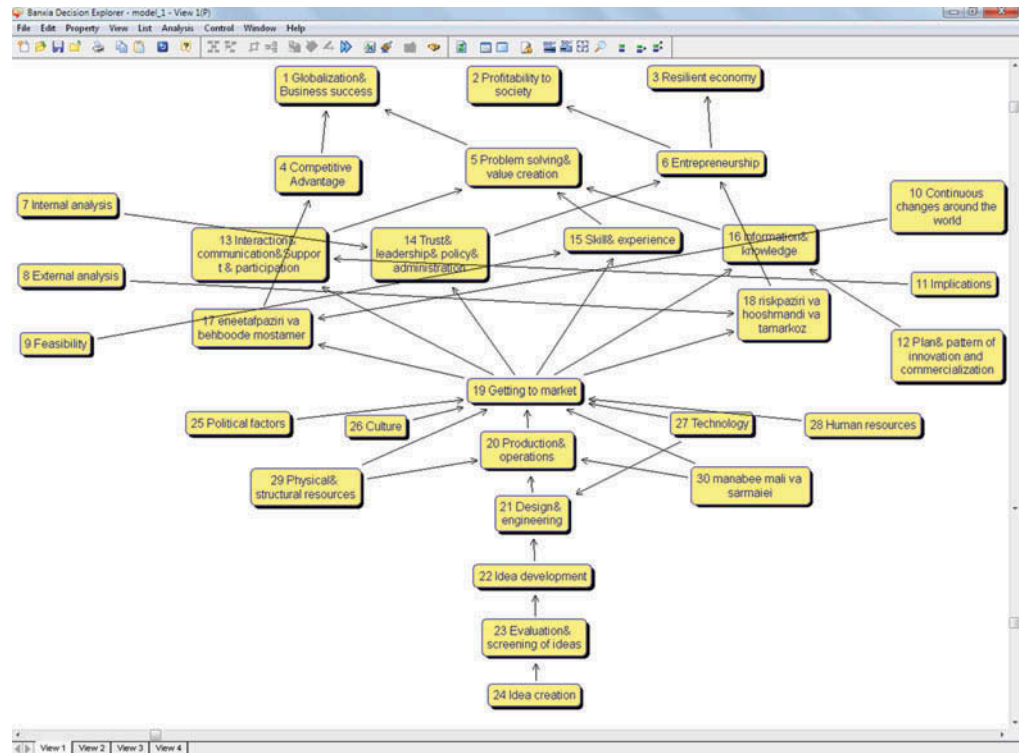 Banxia Decision Explorer - model_1 - View 1(P)
File Edit Property View List Analysis Control Window Help
1 Globalization&
Business success
2 Profitability to
society
3 Resilient economy
4 Competitive
Advantage
5 Problem solving&
value creation
6 Entrepreneurship
7 Internal analysis
10 Continuous
changes around the
world
13 Interaction&
communication&Suppor
t & participation
14 Trust&
leadership& policy&
administration
15 Skill& experience
16 Information&
knowledge
8 External analysis
11 Implications
17 eneetafpaziri va
behboode mostamer
18 riskpaziri va
hooshmandi va
tamarkoz
9 Feasibility
12 Plan& pattern of
innovation and
commercialization
19 Getting to market
25 Political factors
26 Culture
27 Technology
28 Human resources
20 Production&
operations
29 Physical&
structural resources
30 manabee mali va
sarmaiei
21 Design&
engineering
22 Idea development
23 Evaluation&
screening of ideas
24 Idea creation
View 1 View 2 View 3 View 4